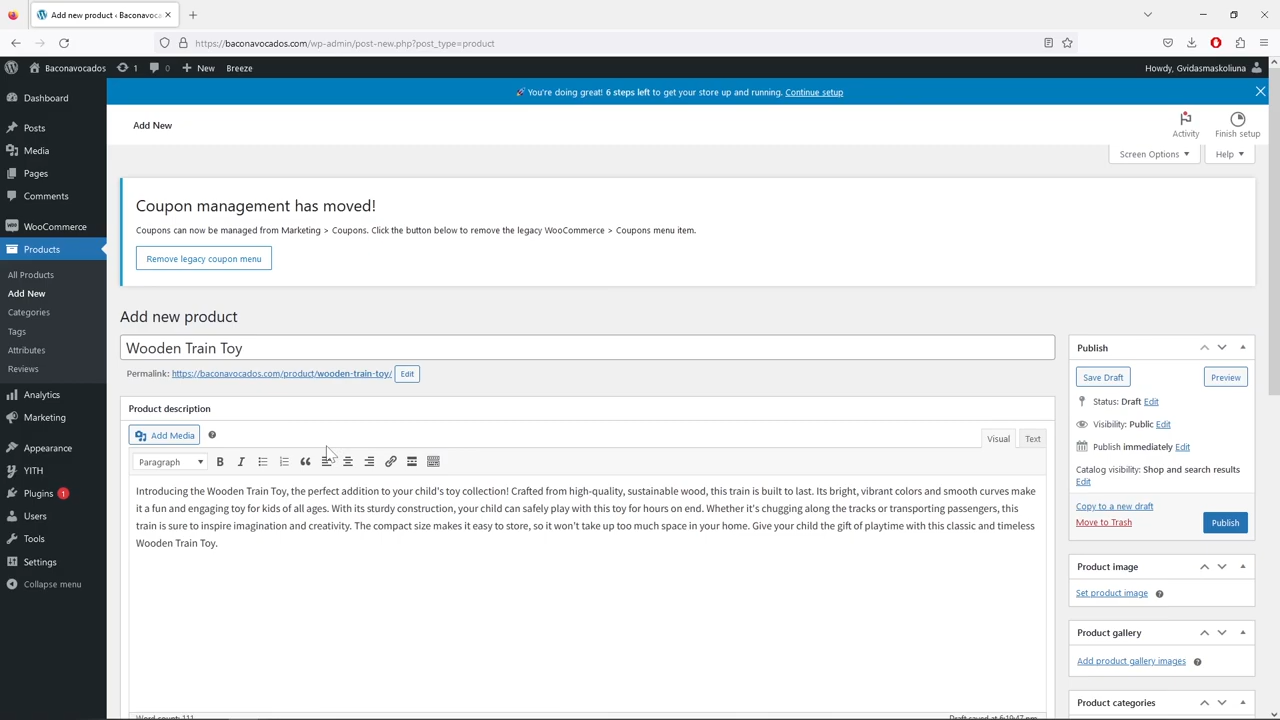 Add new product ‹ Baconavoca
https://baconavocados.com/wp-admin/post-new.php?post_type=product
Baconavocados 1 0 New Breeze Howdy, Gvidasmaskoliuna
🚀 You're doing great! 6 steps left to get your store up and running. Continue setup
Dashboard
Posts
Media
Pages
Comments
WooCommerce
Products
All Products
Add New
Categories
Tags
Attributes
Reviews
Analytics
Marketing
Appearance
YITH
Plugins 1
Users
Tools
Settings
Collapse menu
Add New
Activity
Finish setup
Screen Options
Help
Coupon management has moved!
Coupons can now be managed from Marketing > Coupons. Click the button below to remove the legacy WooCommerce > Coupons menu item.
Remove legacy coupon menu
Add new product
Wooden Train Toy
Permalink: https://baconavocados.com/product/wooden-train-toy/ Edit
Product description
Add Media
Visual Text
Paragraph
Introducing the Wooden Train Toy, the perfect addition to your child's toy collection! Crafted from high-quality, sustainable wood, this train is built to last. Its bright, vibrant colors and smooth curves make
it a fun and engaging toy for kids of all ages. With its sturdy construction, your child can safely play with this toy for hours on end. Whether it's chugging along the tracks or transporting passengers, this
train is sure to inspire imagination and creativity. The compact size makes it easy to store, so it won't take up too much space in your home. Give your child the gift of playtime with this classic and timeless
Wooden Train Toy.
Word count: 111 Draft saved at 6:19:47 pm.
Publish
Save Draft Preview
Status: Draft Edit
Visibility: Public Edit
Publish immediately Edit
Catalog visibility: Shop and search results
Edit
Copy to a new draft
Move to Trash
Publish
Product image
Set product image
Product gallery
Add product gallery images
Product categories